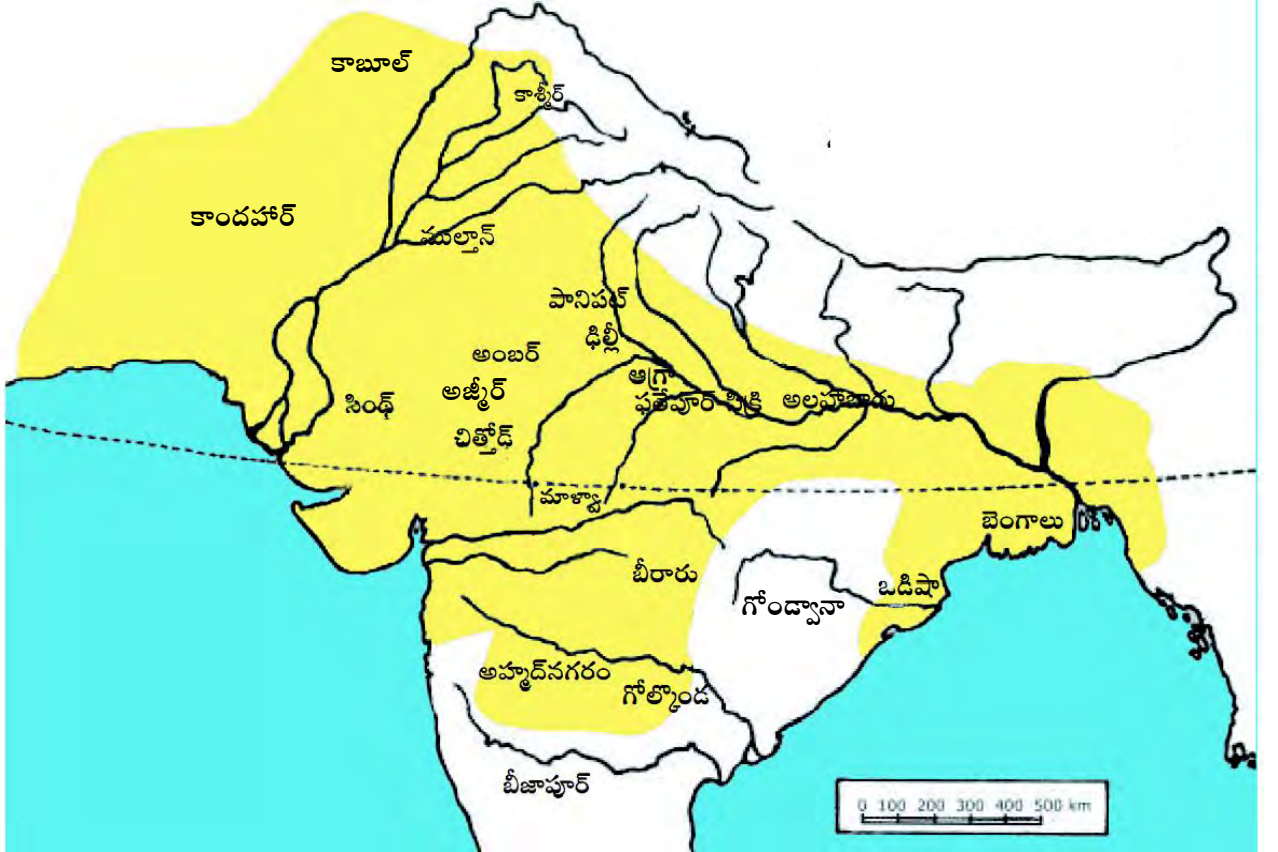 కాబూల్
కాశ్మీర్
కాందహార్
ముల్తాన్
పానిపట్
ఢిల్లీ
అంబర్
ఆగ్రా
అజ్మీర్
సింధ్
ఫతేపూర్ సిక్రి
అలహాబాదు
చిత్తోడ్
మాళ్వా
బెంగాలు
బీరారు
ఒడిషా
గోండ్వానా
అహ్మద్‌నగరం
గోల్కొండ
బీజాపూర్
0 100 200 300 400 500 km